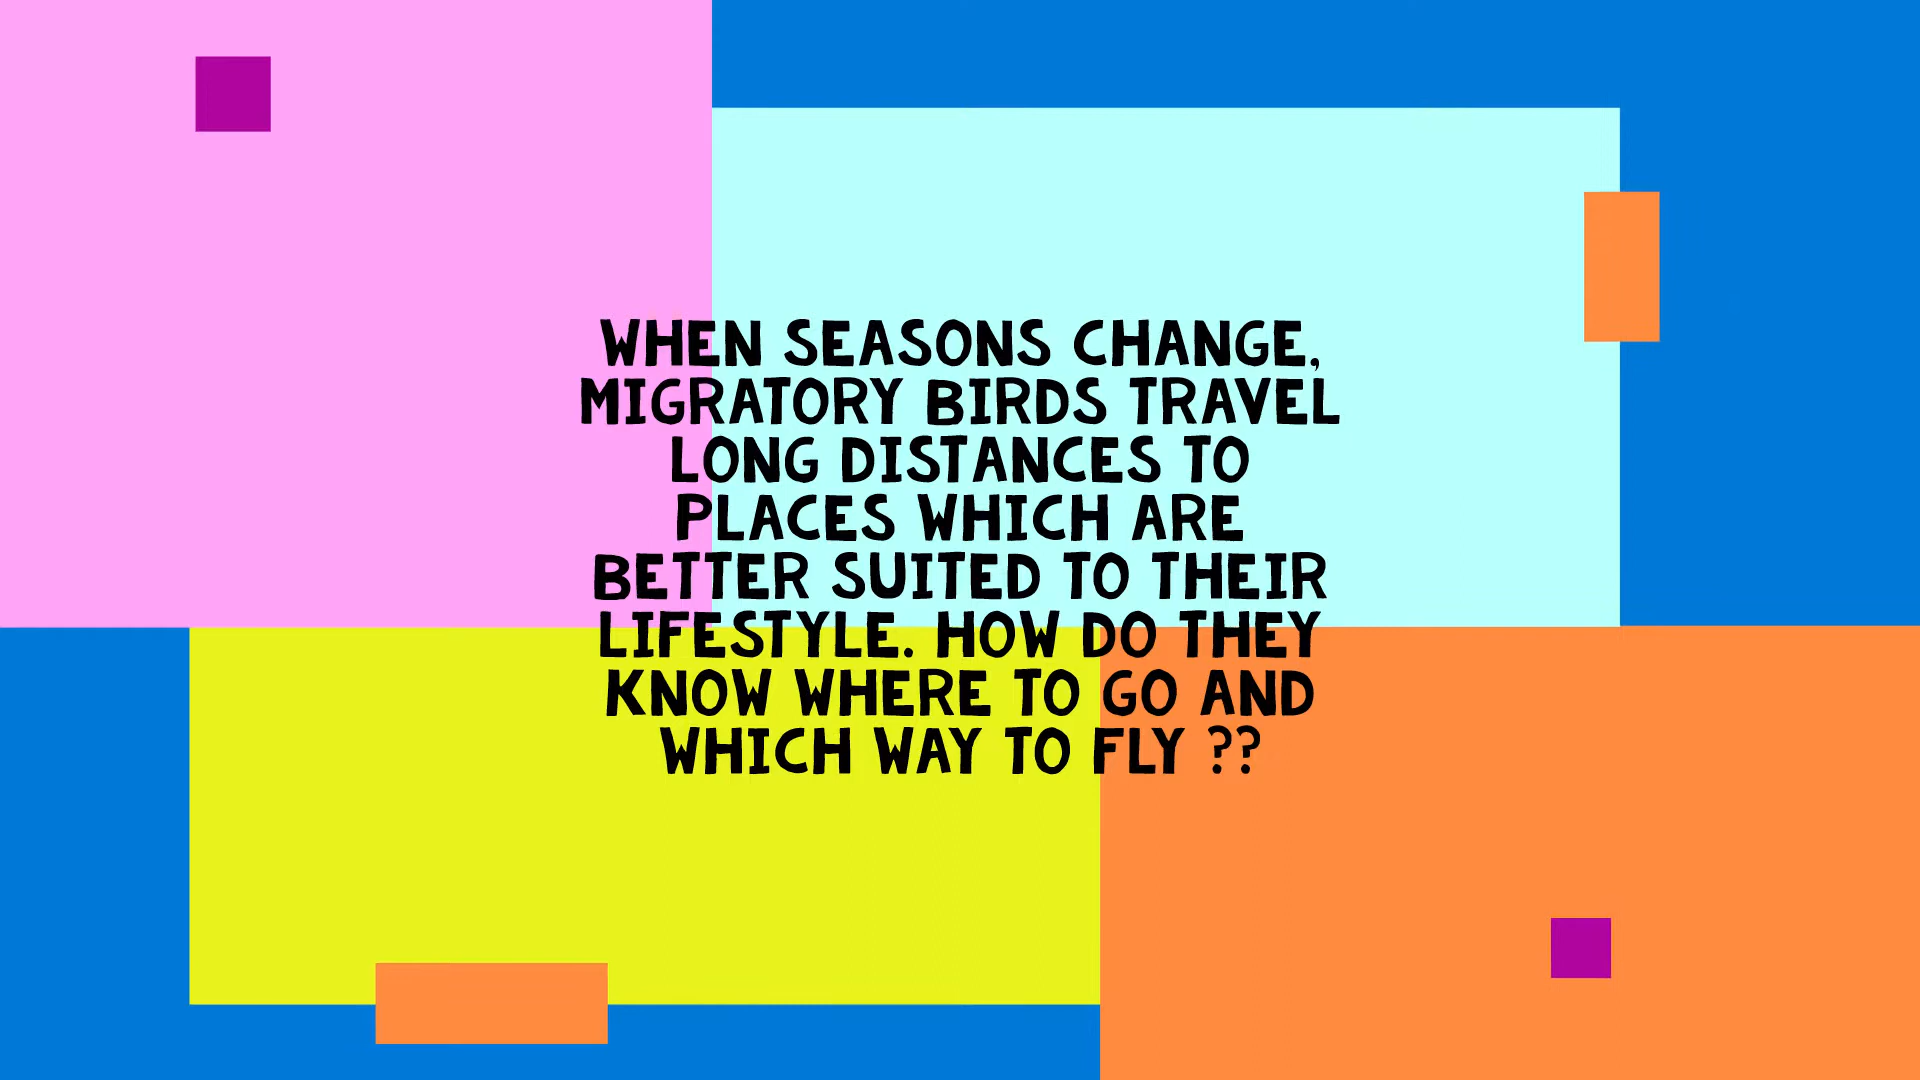 WHEN SEASONS CHANGE,
MIGRATORY BIRDS TRAVEL
LONG DISTANCES TO
PLACES WHICH ARE
BETTER SUITED TO THEIR
LIFESTYLE. HOW DO THEY
KNOW WHERE TO GO AND
WHICH WAY TO FLY ??